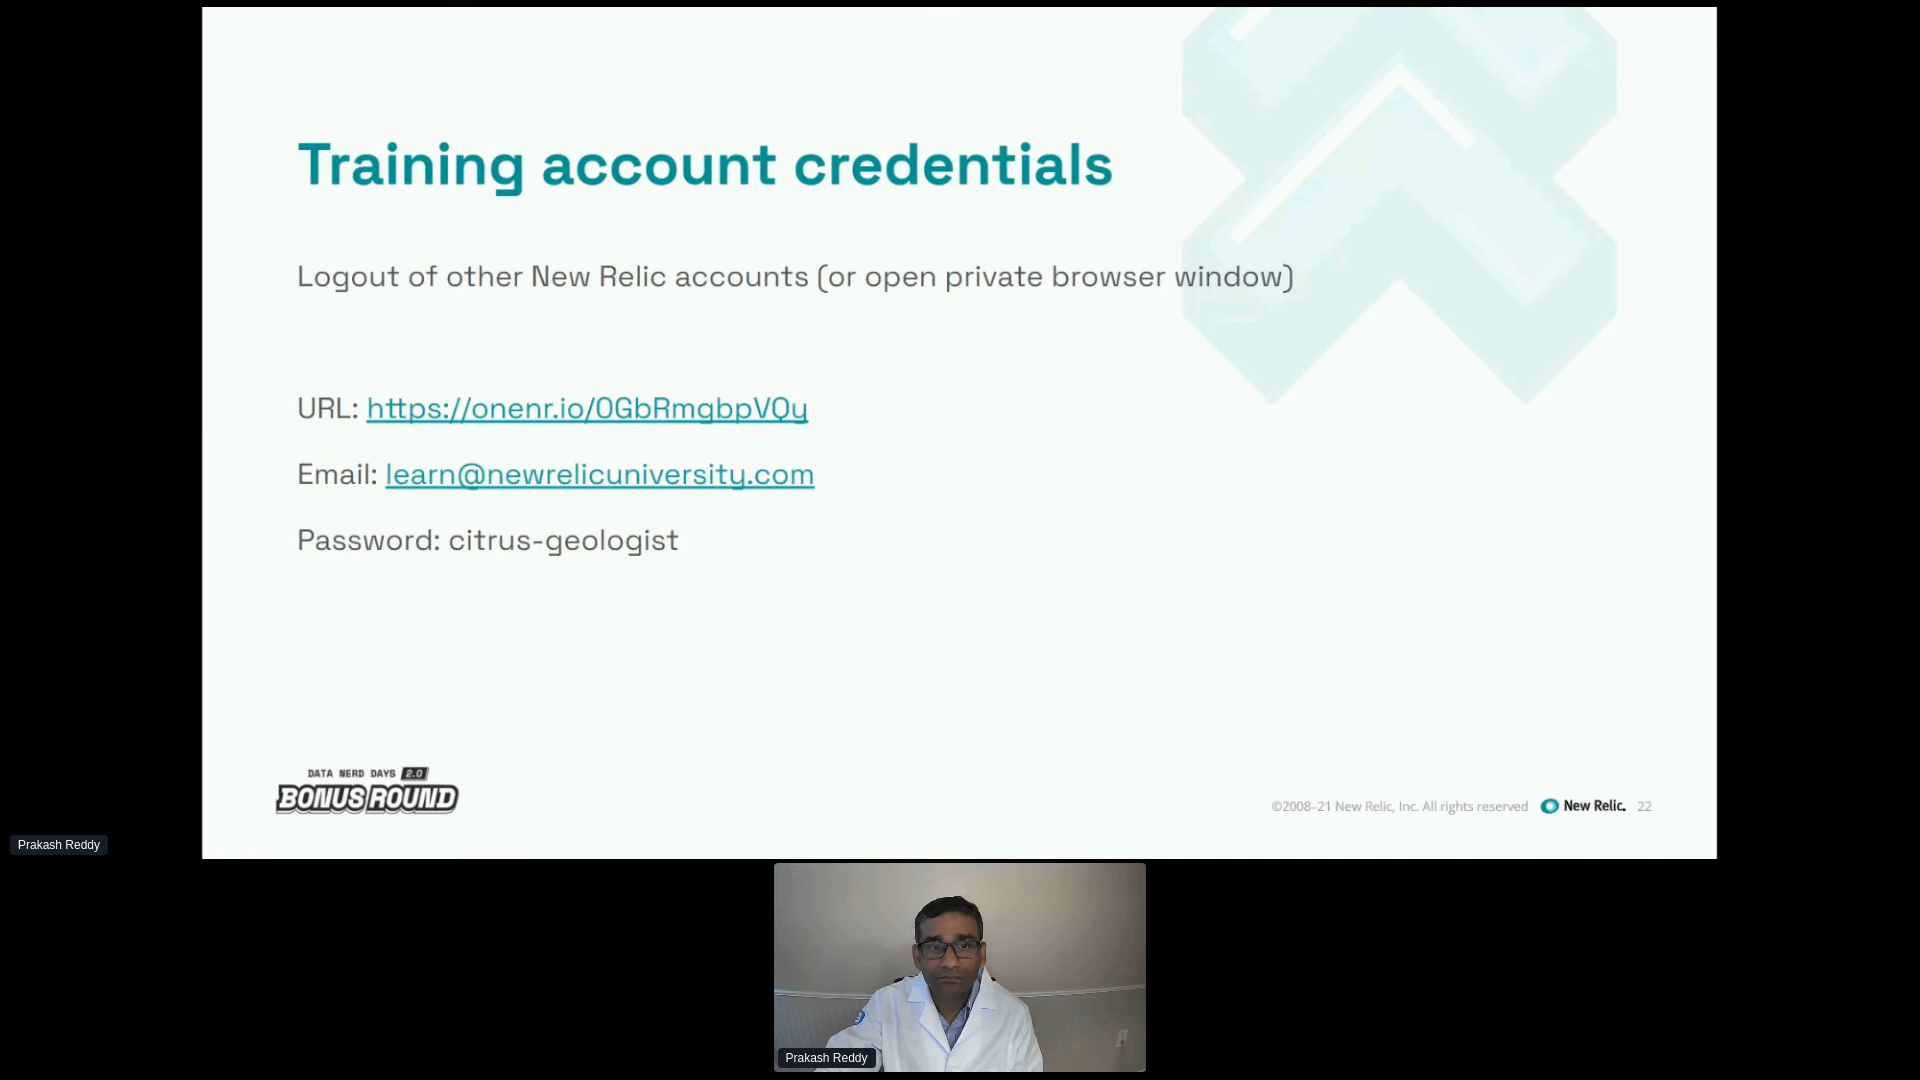 Training account credentials
Logout of other New Relic accounts (or open private browser window)
URL: https://onenr.io/0GbRmgbpVQy
Email: learn@newrelicuniversity.com
Password: citrus-geologist
DATA NERD DAYS 2.0
BONUS ROUND
©2008–21 New Relic, Inc. All rights reserved New Relic. 22
Prakash Reddy
Prakash Reddy